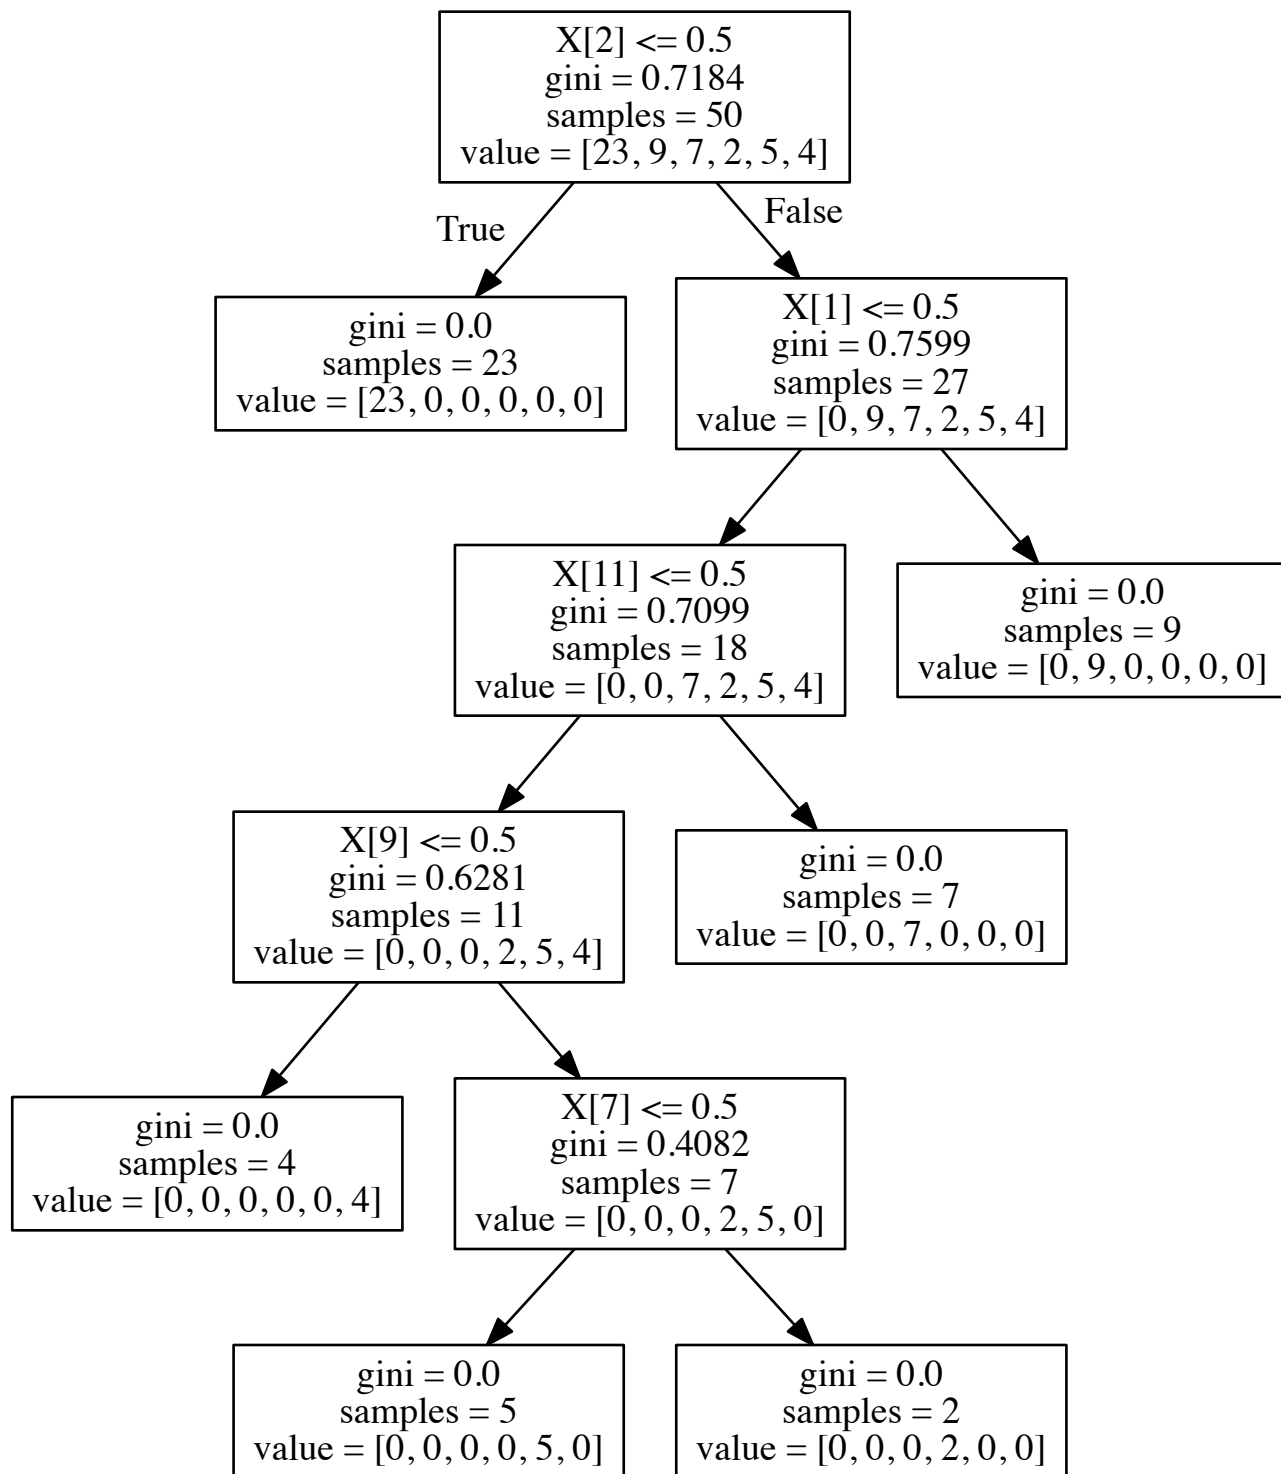 X[2] <= 0.5
gini = 0.7184
samples = 50
value = [23, 9, 7, 2, 5, 4]
True
False
gini = 0.0
samples = 23
value = [23, 0, 0, 0, 0, 0]
X[1] <= 0.5
gini = 0.7599
samples = 27
value = [0, 9, 7, 2, 5, 4]
X[11] <= 0.5
gini = 0.7099
samples = 18
value = [0, 0, 7, 2, 5, 4]
gini = 0.0
samples = 9
value = [0, 9, 0, 0, 0, 0]
X[9] <= 0.5
gini = 0.6281
samples = 11
value = [0, 0, 0, 2, 5, 4]
gini = 0.0
samples = 7
value = [0, 0, 7, 0, 0, 0]
gini = 0.0
samples = 4
value = [0, 0, 0, 0, 0, 4]
X[7] <= 0.5
gini = 0.4082
samples = 7
value = [0, 0, 0, 2, 5, 0]
gini = 0.0
samples = 5
value = [0, 0, 0, 0, 5, 0]
gini = 0.0
samples = 2
value = [0, 0, 0, 2, 0, 0]